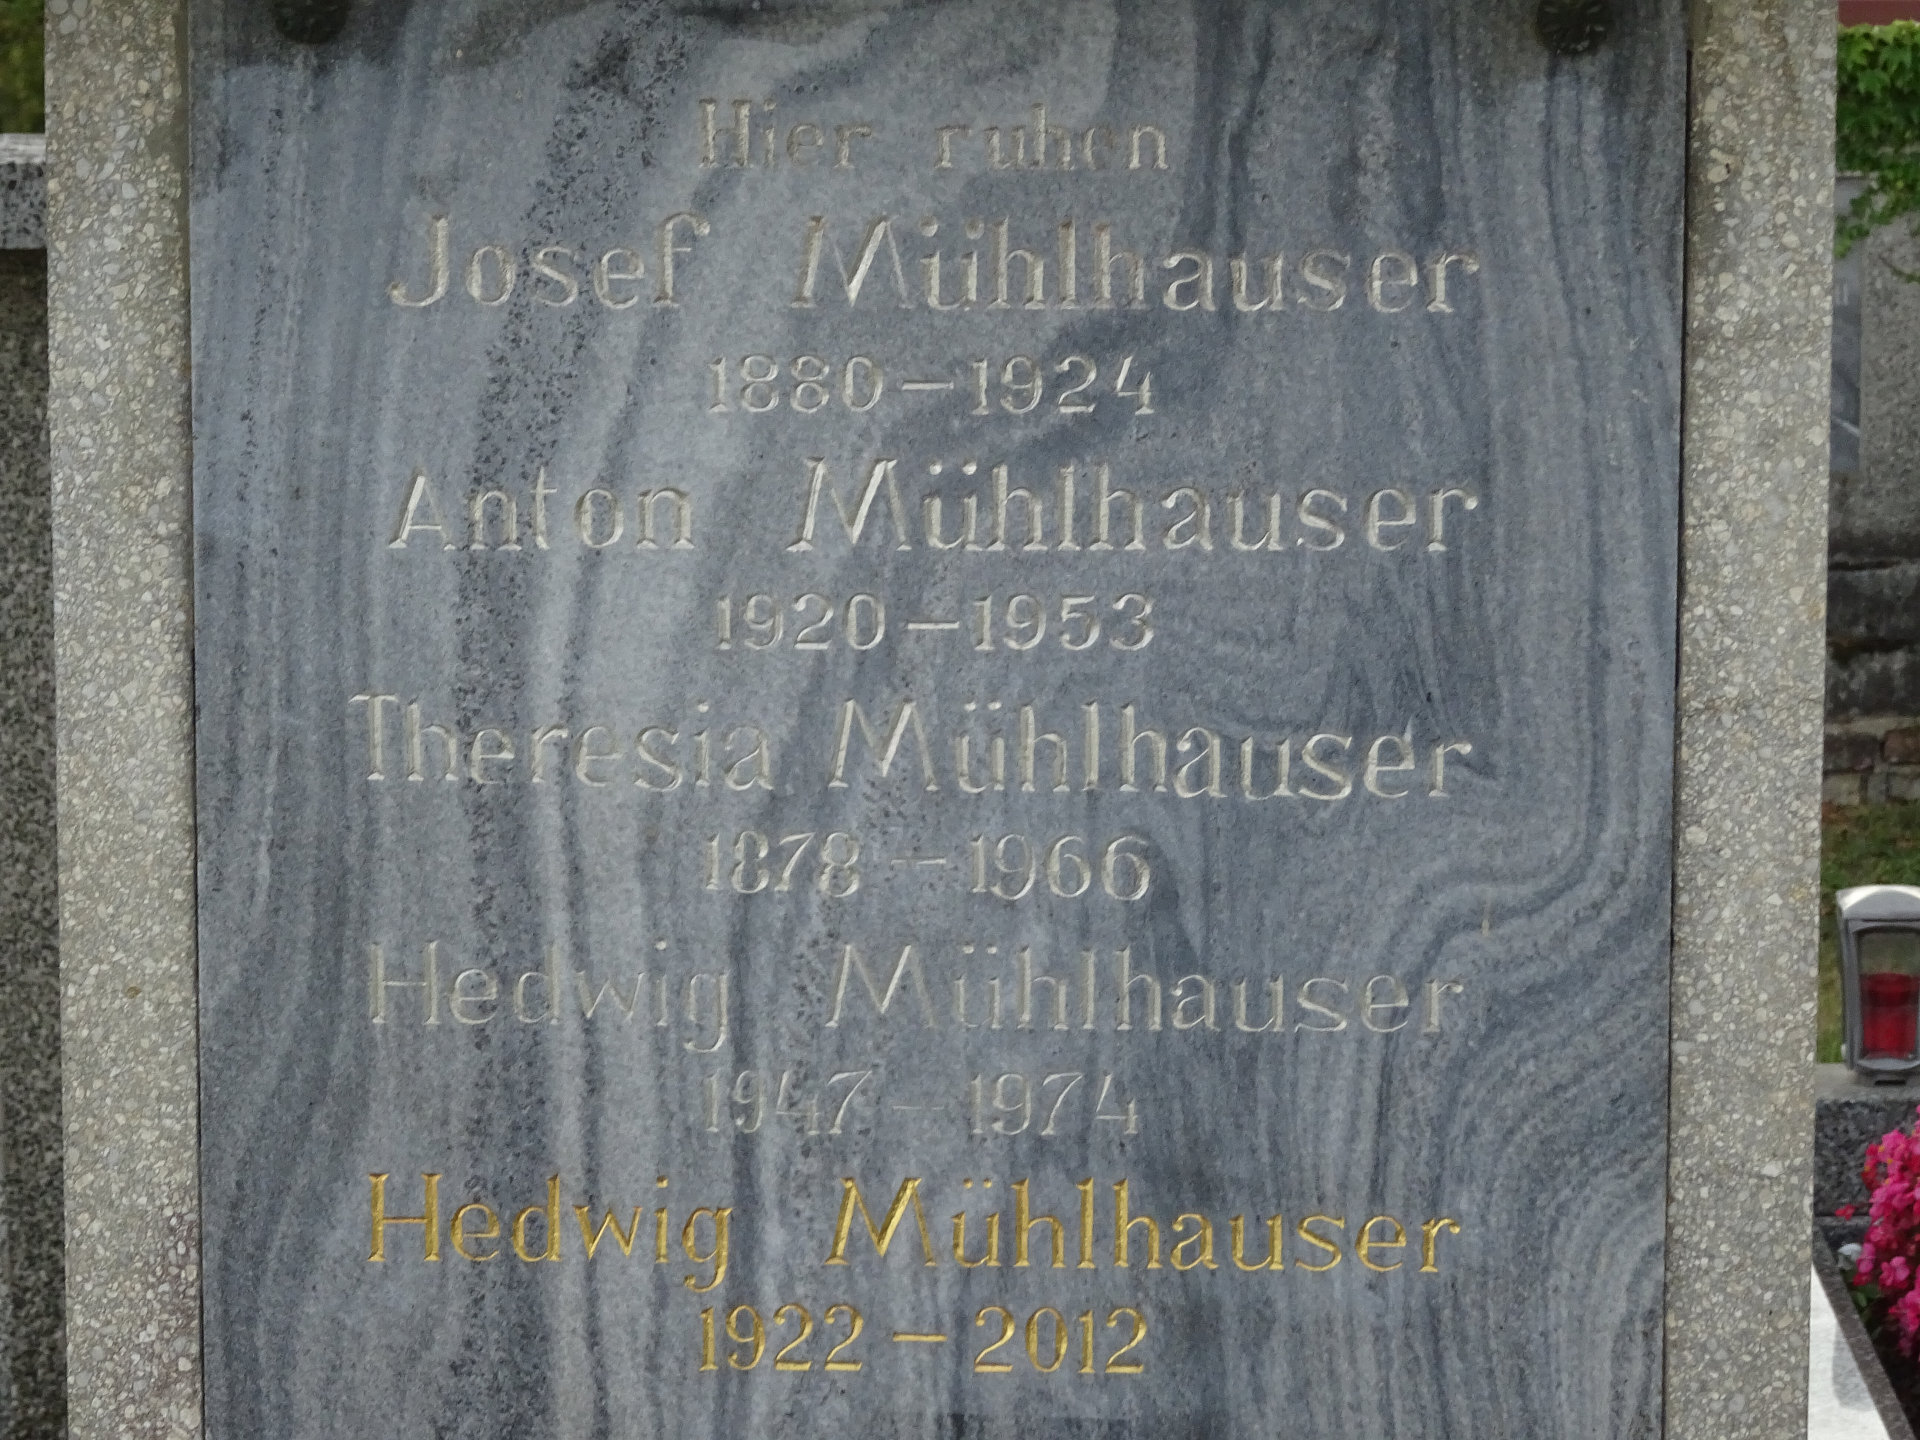 Hier ruhen
Josef Mühlhauser
1880 – 1924
Anton Mühlhauser
1920 – 1953
Theresia Mühlhauser
1878 – 1966
Hedwig Mühlhauser
1947 – 1974
Hedwig Mühlhauser
1922 – 2012